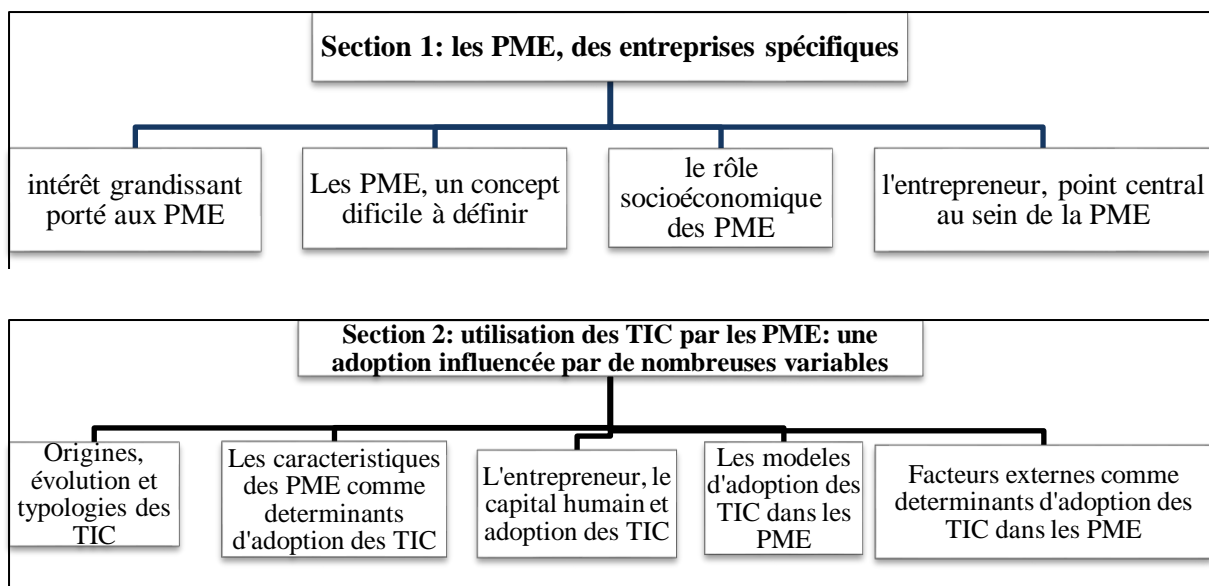 Section 1: les PME, des entreprises spécifiques
intérêt grandissant
porté aux PME
Les PME, un concept
dificile à définir
le rôle
socioéconomique
des PME
l'entrepreneur, point central
au sein de la PME
Section 2: utilisation des TIC par les PME: une
adoption influencée par de nombreuses variables
Origines,
évolution et
typologies des
TIC
Les caracteristiques
des PME comme
determinants
d'adoption des TIC
L'entrepreneur, le
capital humain et
adoption des TIC
Les modeles
d'adoption des
TIC dans les
PME
Facteurs externes comme
determinants d'adoption des
TIC dans les PME